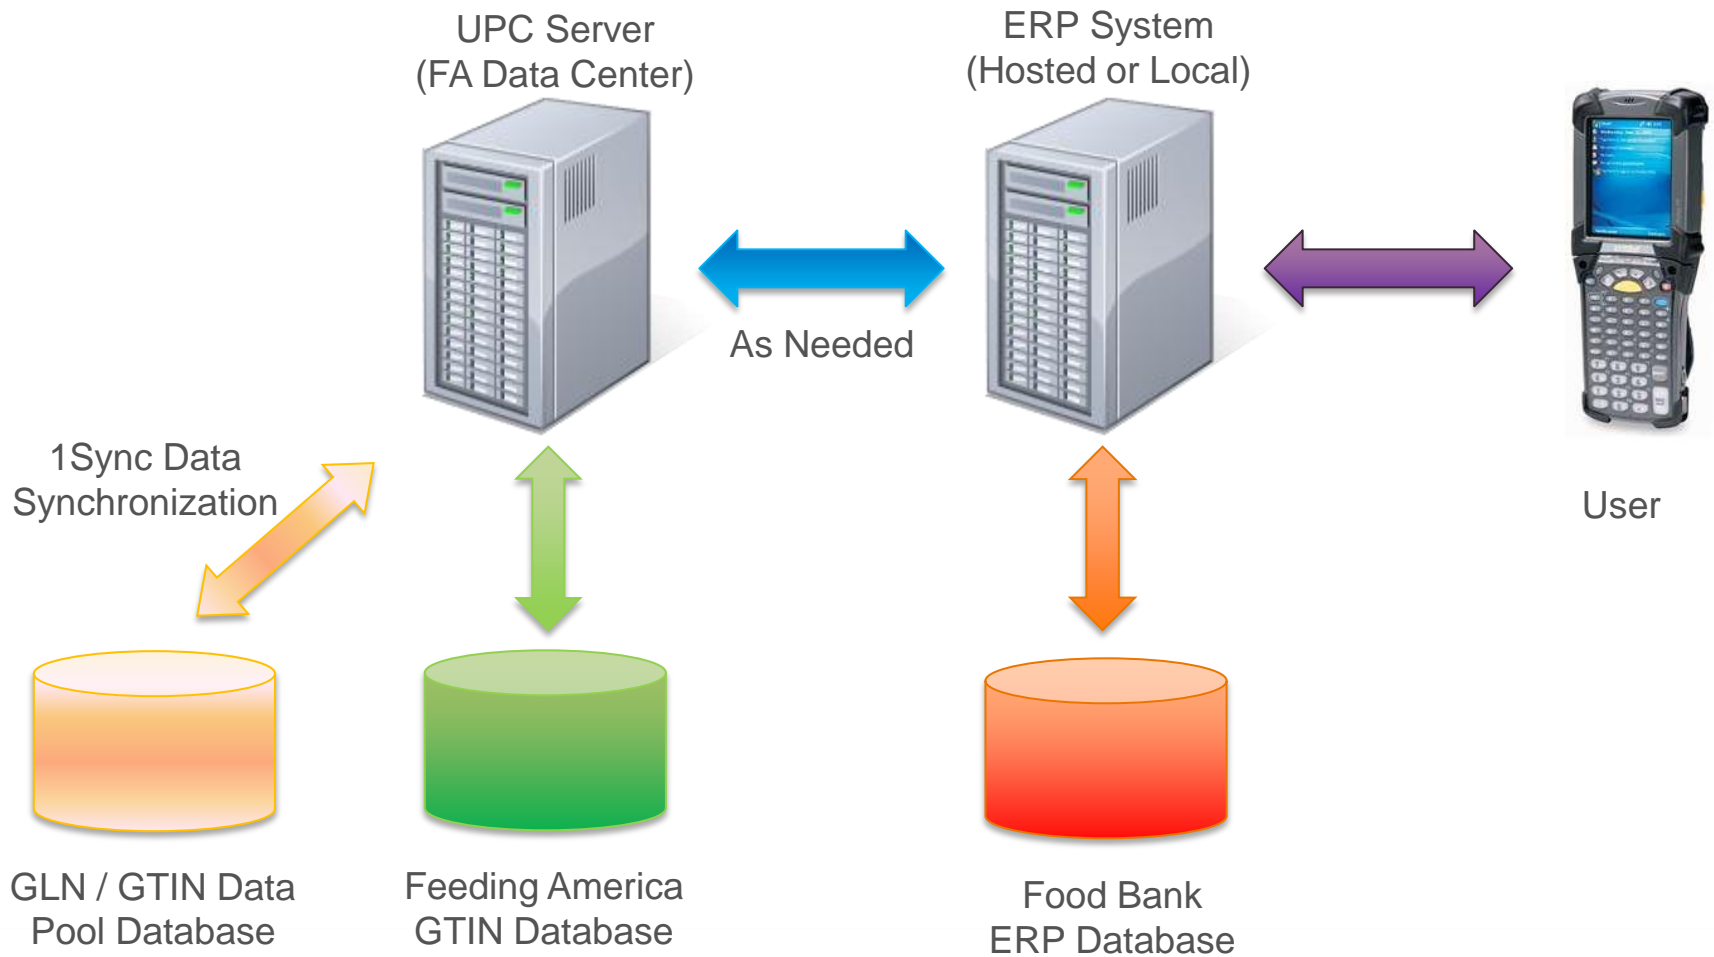 UPC Server
(FA Data Center)
ERP System
(Hosted or Local)
As Needed
1Sync Data
Synchronization
User
GLN / GTIN Data
Pool Database
Feeding America
GTIN Database
Food Bank
ERP Database